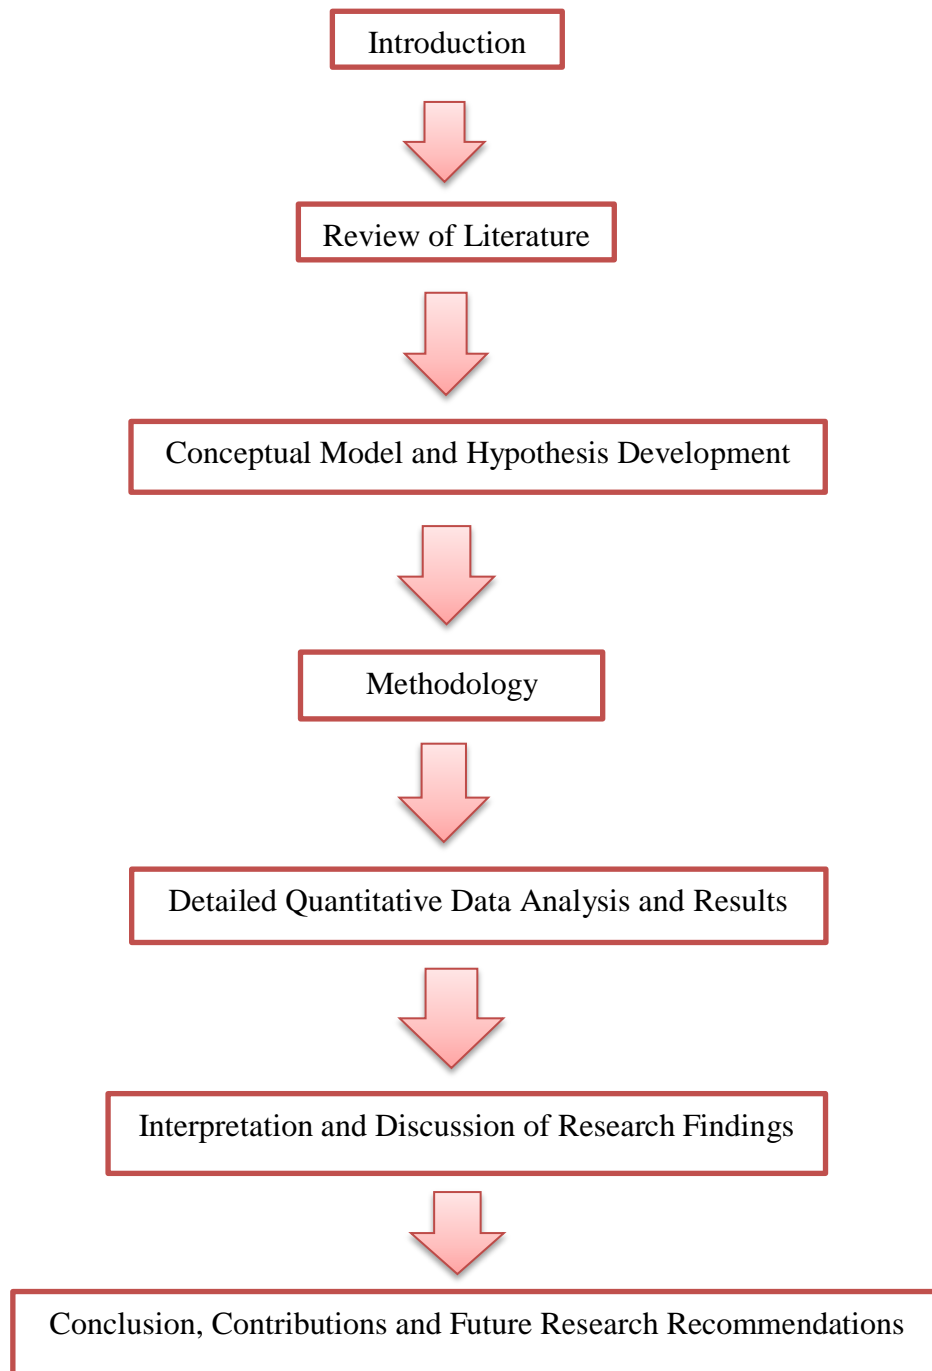 Introduction
Review of Literature
Conceptual Model and Hypothesis Development
Methodology
Detailed Quantitative Data Analysis and Results
Interpretation and Discussion of Research Findings
Conclusion, Contributions and Future Research Recommendations